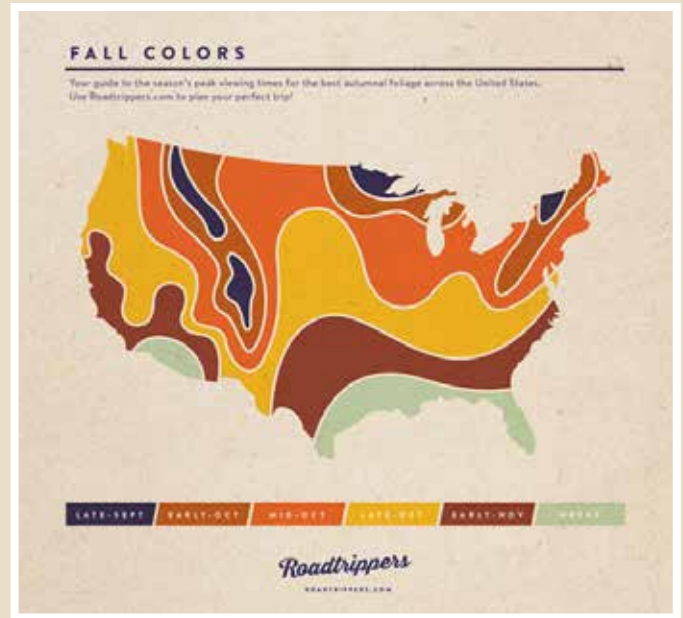 FALL COLORS
Your guide to the season's peak viewing times for the best autumnal foliage across the United States.
Use Roadtrippers.com to plan your perfect trip!
LATE-SEPT EARLY-OCT MID-OCT LATE-OCT EARLY-NOV
Roadtrippers
ROADTRIPPERS.COM